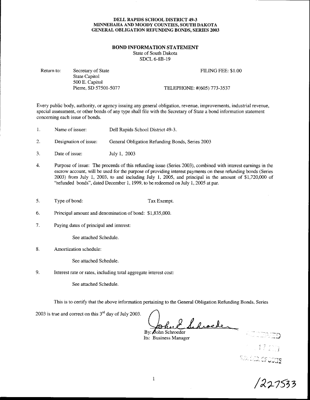 DELL RAPIDS SCHOOL DISTRICT 49-3
MINNEHAHA AND MOODY COUNTIES, SOUTH DAKOTA
GENERAL OBLIGATION REFUNDING BONDS, SERIES 2003
BOND INFORMATION STATEMENT
State of South Dakota
SDCL 6-8B-19
Return to: Secretary of State FILING FEE: $1.00
State Capitol
500 E. Capitol
Pierre, SD 57501-5077 TELEPHONE: #(605) 773-3537
Every public body, authority, or agency issuing any general obligation, revenue, improvements, industrial revenue,
special assessment, or other bonds of any type shall file with the Secretary of State a bond information statement
concerning each issue of bonds.
1. Name of issuer: Dell Rapids School District 49-3.
2. Designation of issue: General Obligation Refunding Bonds, Series 2003
3. Date of issue: July 1, 2003
4. Purpose of issue: The proceeds of this refunding issue (Series 2003), combined with interest earnings in the
escrow account, will be used for the purpose of providing interest payments on these refunding bonds (Series
2003) from July 1, 2003, to and including July 1, 2005, and principal in the amount of $1,720,000 of
"refunded bonds", dated December 1, 1999, to be redeemed on July 1, 2005 at par.
5. Type of bond: Tax Exempt.
6. Principal amount and denomination of bond: $1,835,000.
7. Paying dates of principal and interest:
See attached Schedule.
8. Amortization schedule:
See attached Schedule.
9. Interest rate or rates, including total aggregate interest cost:
See attached Schedule.
This is to certify that the above information pertaining to the General Obligation Refunding Bonds, Series
2003 is true and correct on this 3rd day of July 2003.
John Schroeder
By: John Schroeder
Its: Business Manager
1
1227533